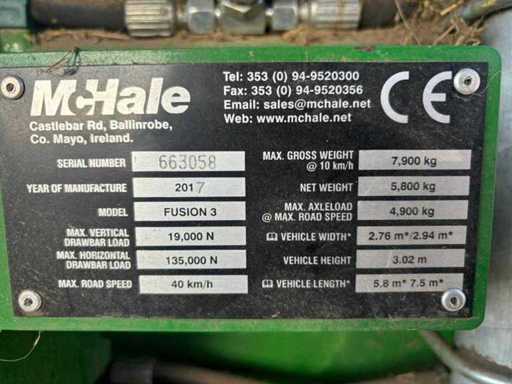 McHale
Castlebar Rd, Ballinrobe,
Co. Mayo, Ireland.
Tel: 353 (0) 94-9520300
Fax: 353 (0) 94-9520356
Email: sales@mchale.net
Web: www.mchale.net
CE
SERIAL NUMBER 663058
YEAR OF MANUFACTURE 2017
MODEL FUSION 3
MAX. VERTICAL
DRAWBAR LOAD 19,000 N
MAX. HORIZONTAL
DRAWBAR LOAD 135,000 N
MAX. ROAD SPEED 40 km/h
MAX. GROSS WEIGHT
@ 10 km/h 7,900 kg
NET WEIGHT 5,800 kg
MAX. AXLELOAD
@ MAX. ROAD SPEED 4,900 kg
VEHICLE WIDTH* 2.76 m*/2.94 m*
VEHICLE HEIGHT 3.02 m
VEHICLE LENGTH* 5.8 m* 7.5 m*